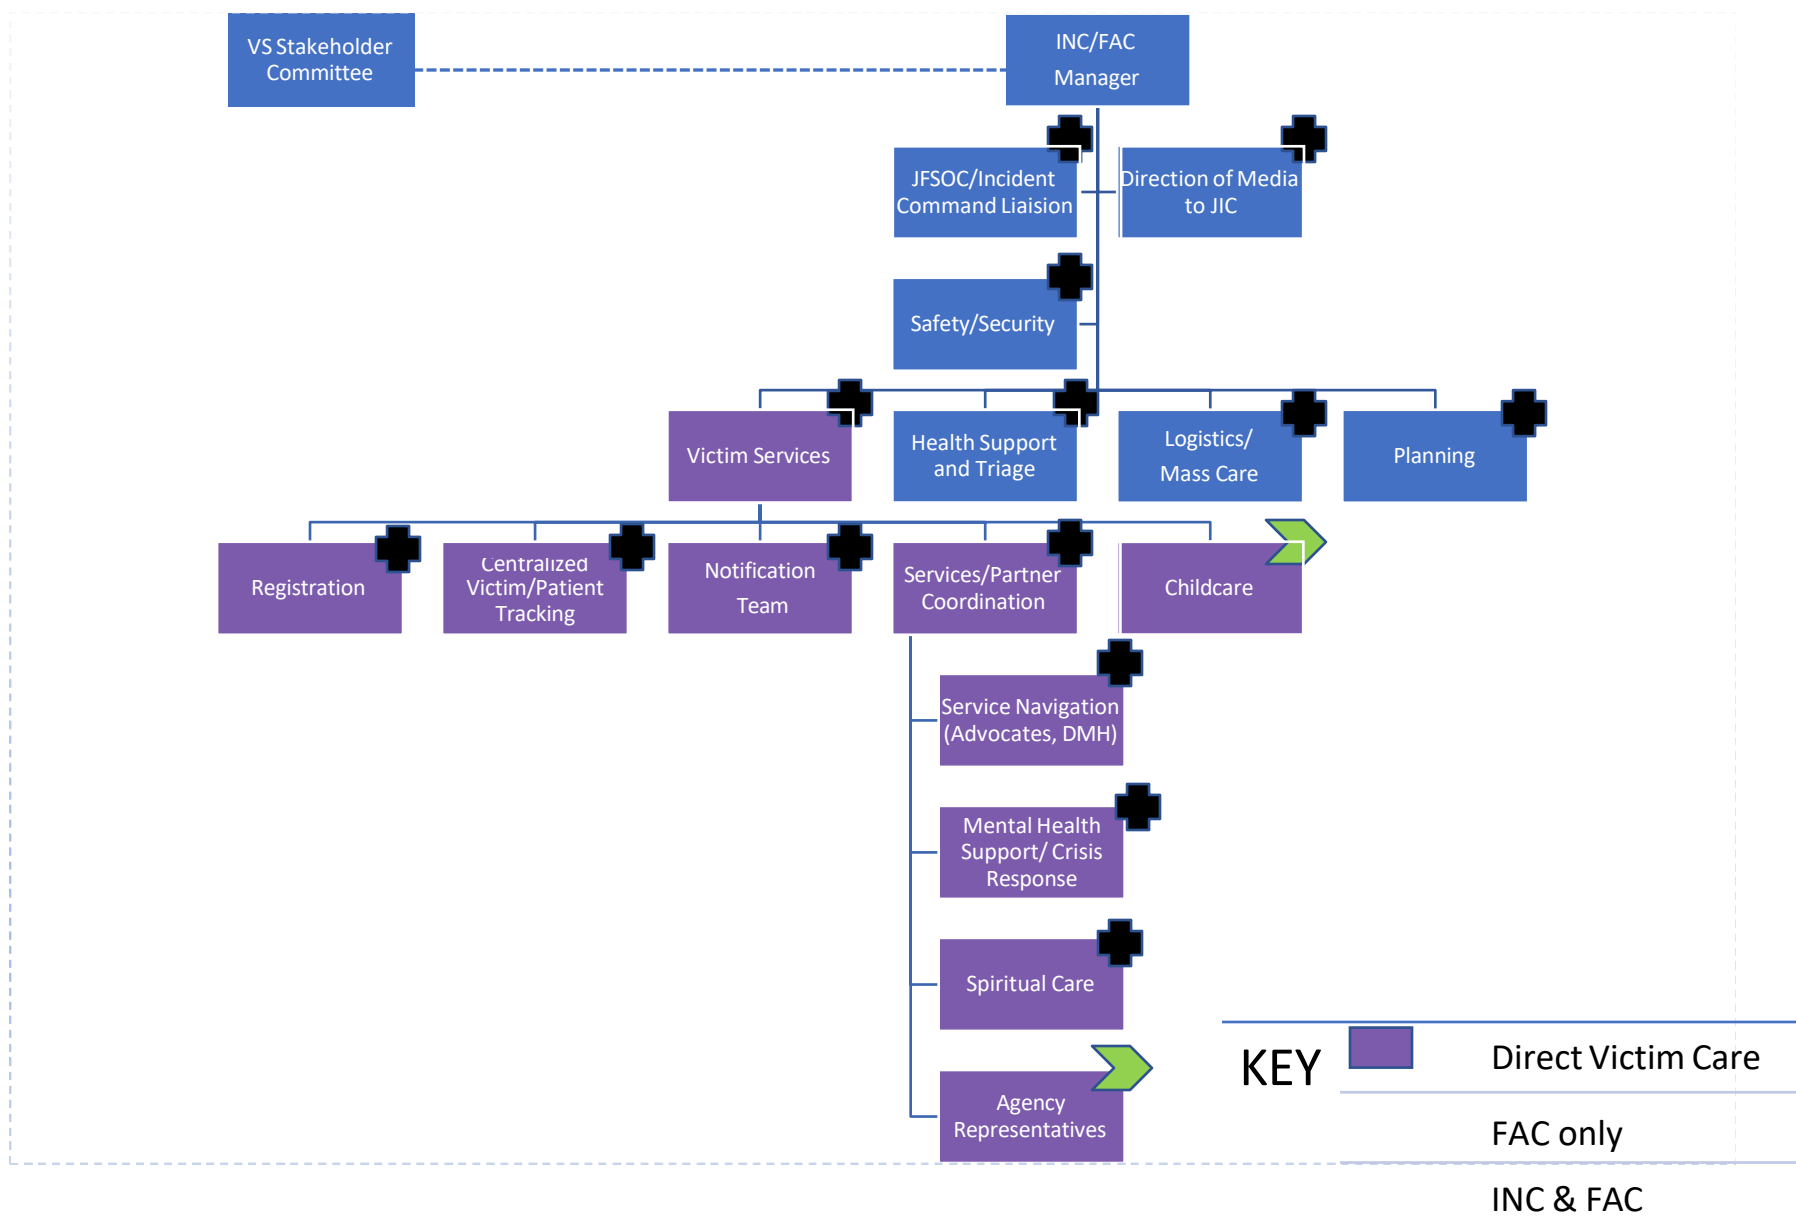 VS Stakeholder
Committee
INC/FAC
Manager
JFSOC/Incident
Command Liaision
Direction of Media
to JIC
Safety/Security
Victim Services
Health Support
and Triage
Logistics/
Mass Care
Planning
Registration
Centralized
Victim/Patient
Tracking
Notification
Team
Services/Partner
Coordination
Childcare
Service Navigation
(Advocates, DMH)
Mental Health
Support/ Crisis
Response
Spiritual Care
Agency
Representatives
KEY
Direct Victim Care
FAC only
INC & FAC